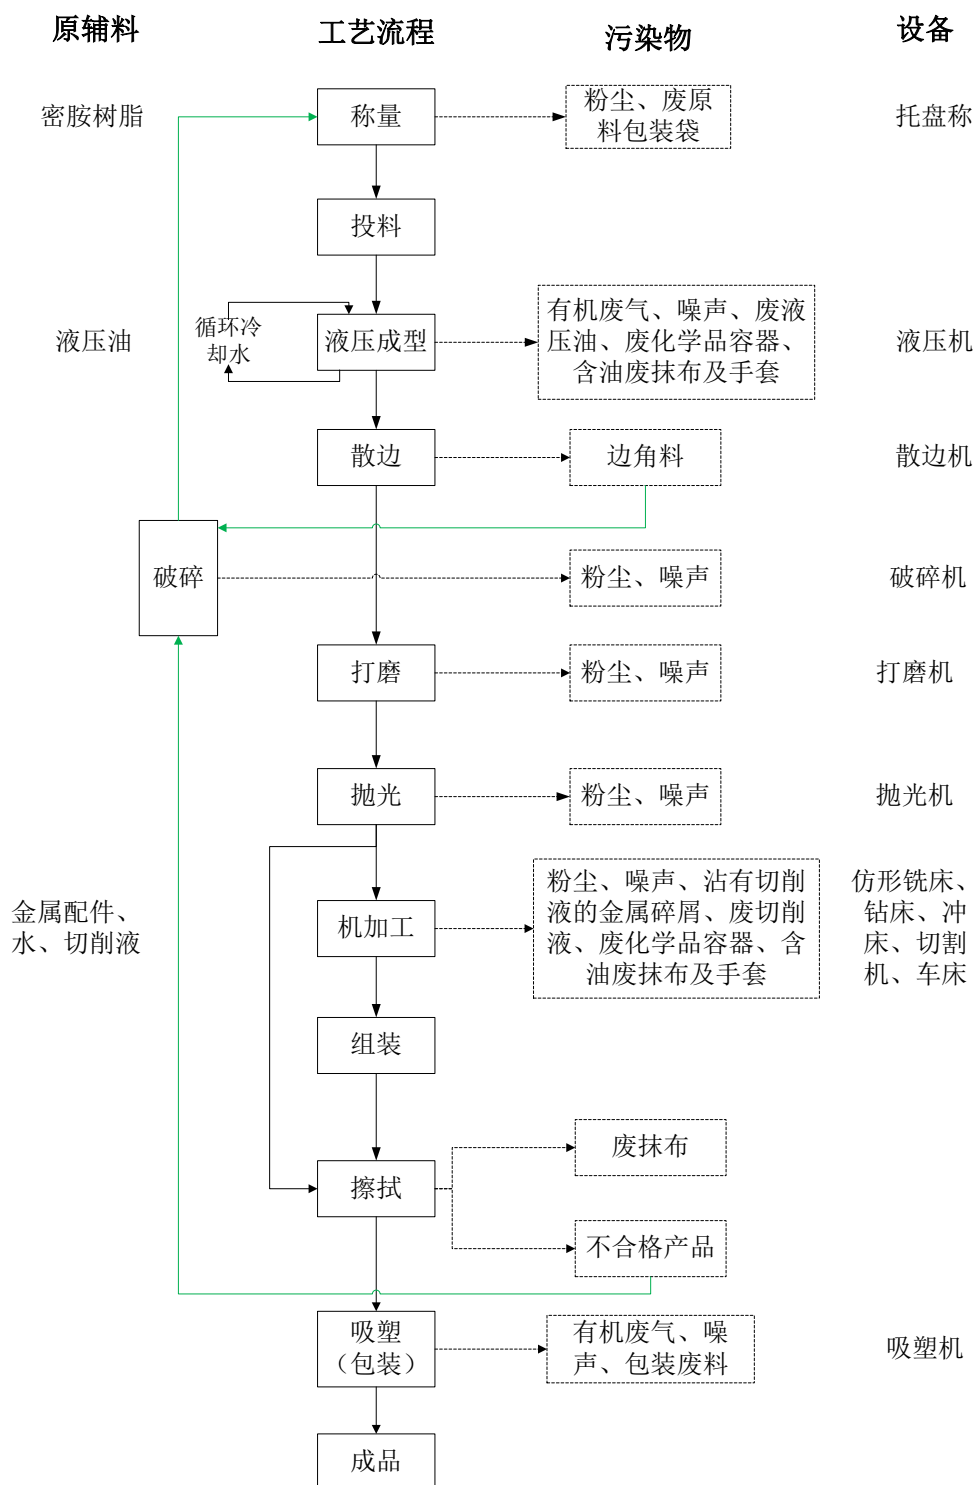 原辅料
工艺流程
污染物
设备
密胺树脂
称量
粉尘、废原
料包装袋
托盘称
投料
液压油
循环冷
却水
液压成型
有机废气、噪声、废液
压油、废化学品容器、
含油废抹布及手套
液压机
散边
边角料
散边机
破碎
粉尘、噪声
破碎机
打磨
粉尘、噪声
打磨机
抛光
粉尘、噪声
抛光机
金属配件、
水、切削液
机加工
粉尘、噪声、沾有切削
液的金属碎屑、废切削
液、废化学品容器、含
油废抹布及手套
仿形铣床、
钻床、冲
床、切割
机、车床
组装
废抹布
擦拭
不合格产品
吸塑
（包装）
有机废气、噪
声、包装废料
吸塑机
成品